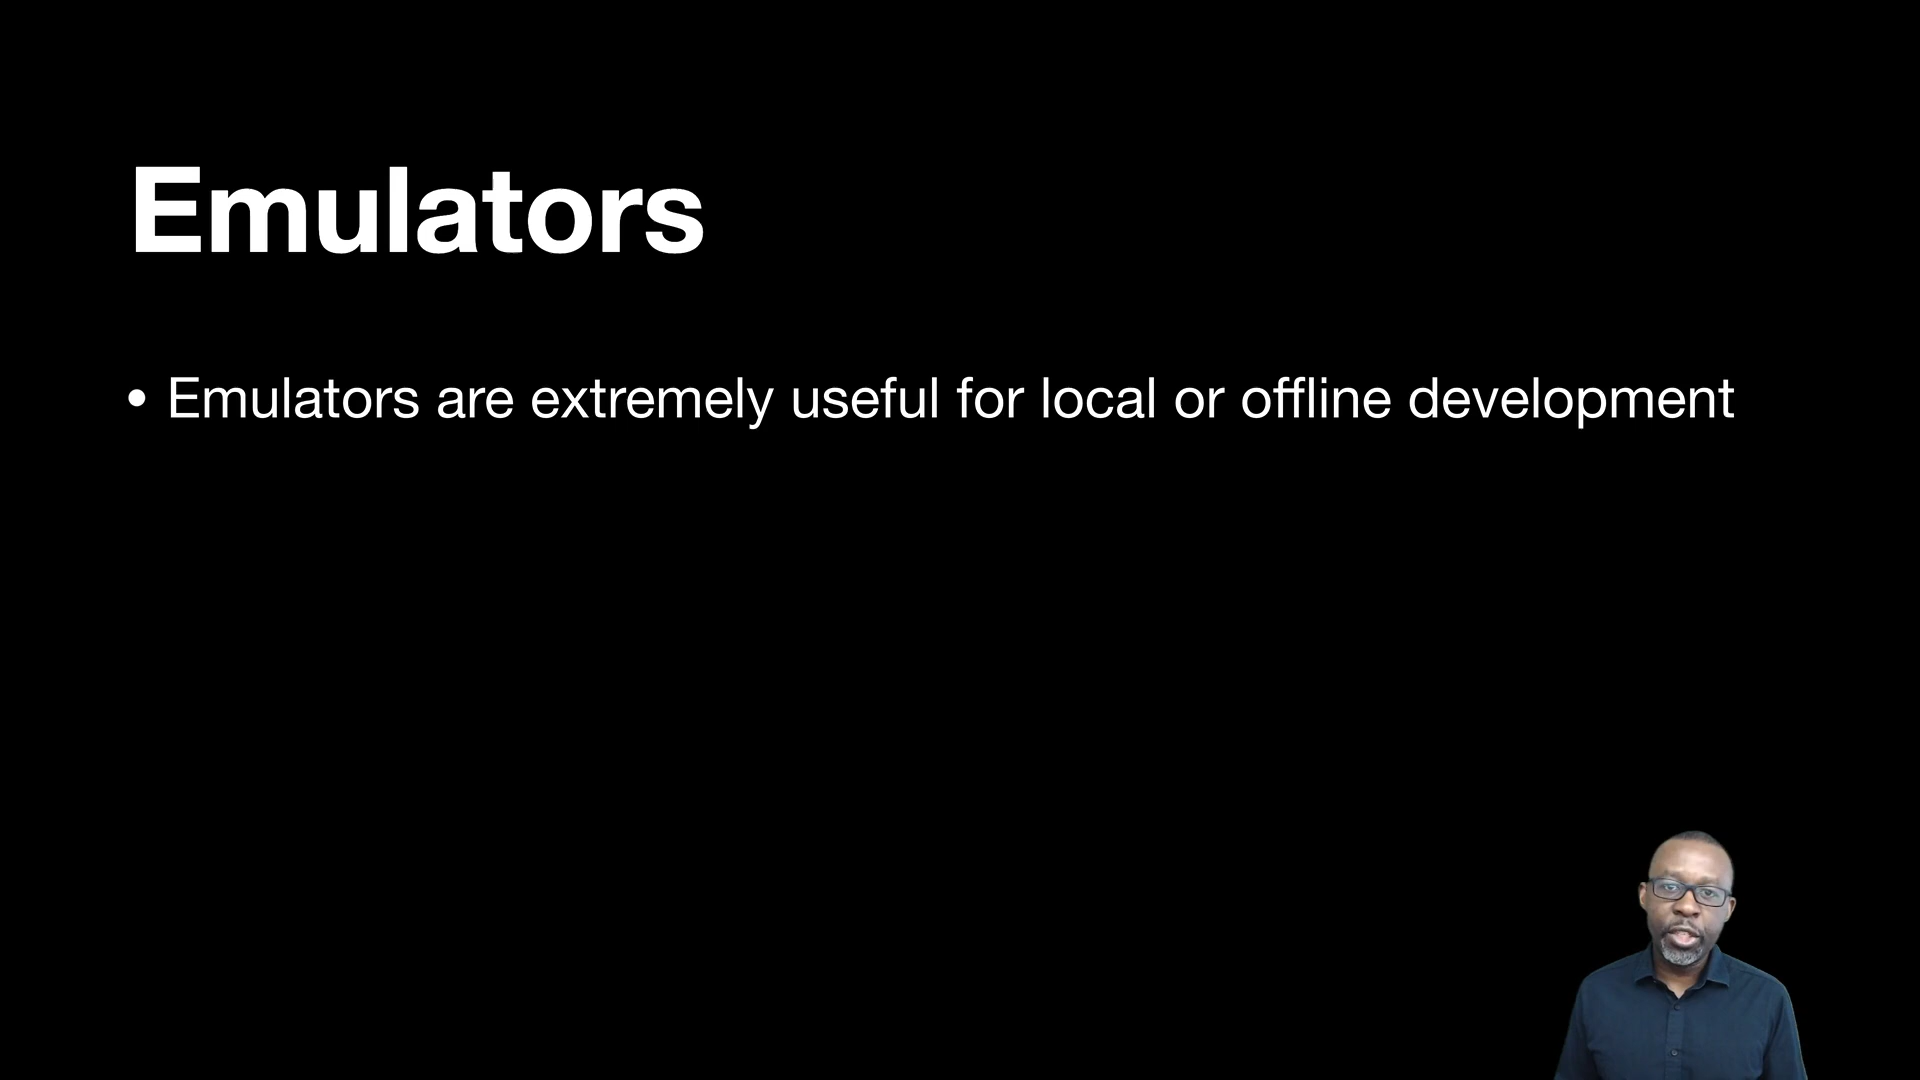 Emulators
• Emulators are extremely useful for local or offline development